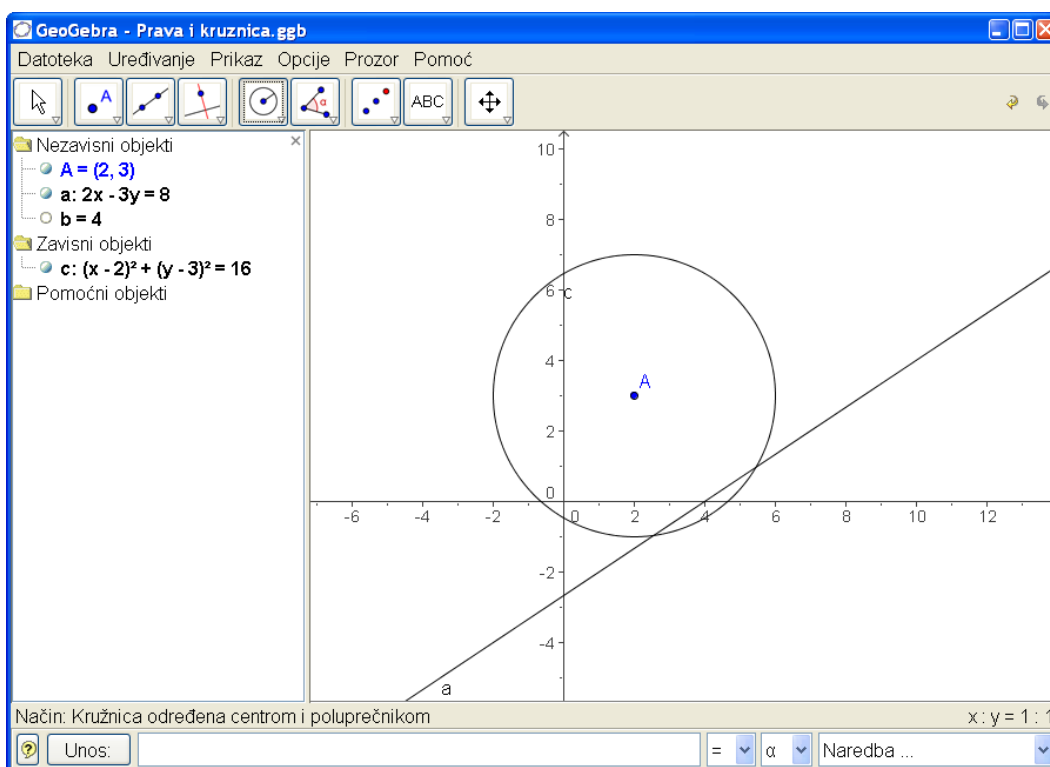 GeoGebra - Prava i kruznica.ggb
Datoteka Uređivanje Prikaz Opcije Prozor Pomoć
A α ABC
Nezavisni objekti
A = (2, 3)
a: 2x - 3y = 8
b = 4
Zavisni objekti
c: (x - 2)² + (y - 3)² = 16
Pomoćni objekti
10
8
6
c
4
A
2
0
-6 -4 -2 0 2 4 6 8 10 12
-2
-4
a
Način: Kružnica određena centrom i poluprečnikom
x : y = 1 : 1
Unos: = α Naredba ...